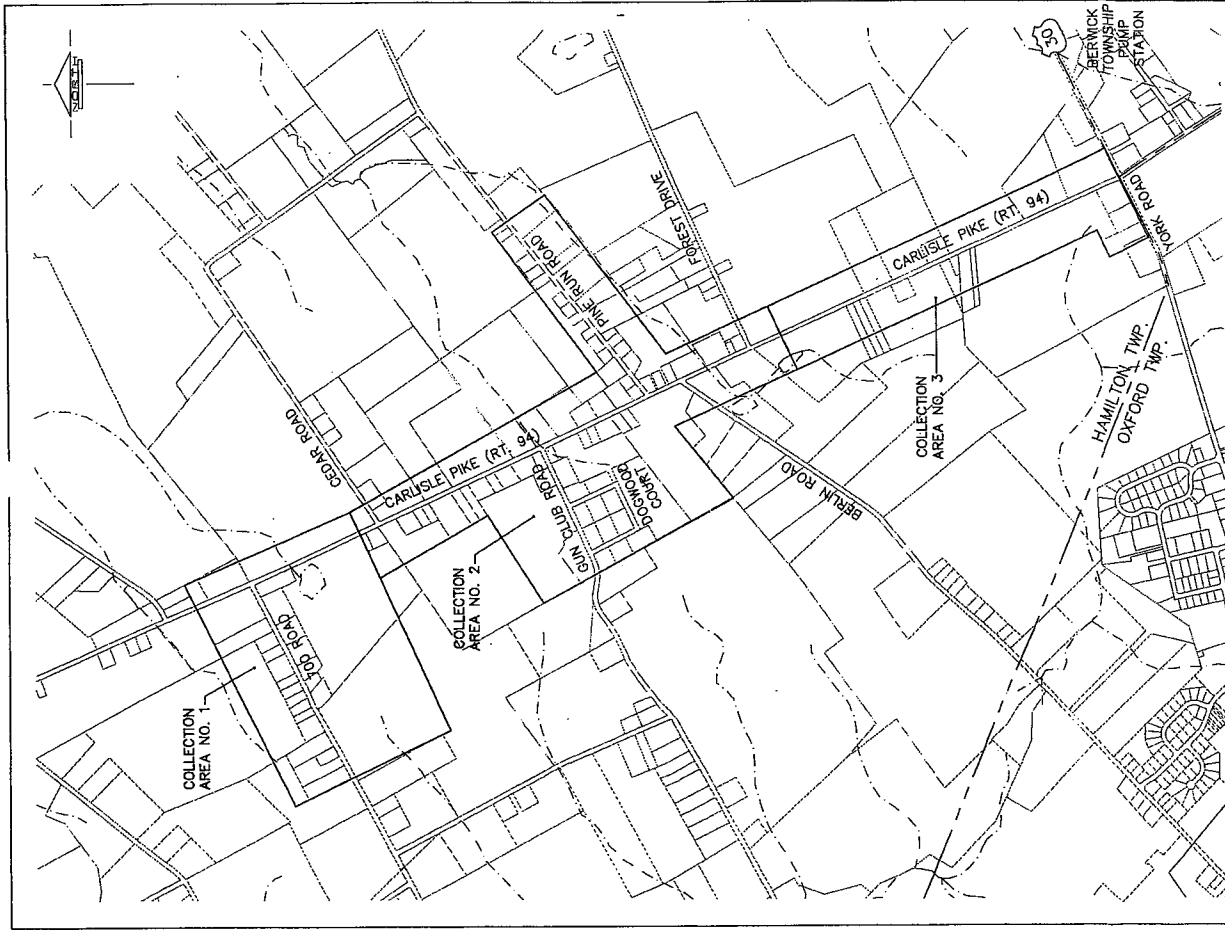 NORTH
30
BERWICK
TOWNSHIP
PUMP
STATION
CEDAR ROAD
PINE RUN ROAD
FOREST DRIVE
CARLISLE PIKE (RT. 94)
CARLISLE PIKE (RT. 94)
YORK ROAD
COLLECTION
AREA NO. 1
700 ROAD
COLLECTION
AREA NO. 2
GUN CLUB ROAD
DOGWOOD
COURT
BERLIN ROAD
COLLECTION
AREA NO. 3
HAMILTON TWP.
OXFORD TWP.